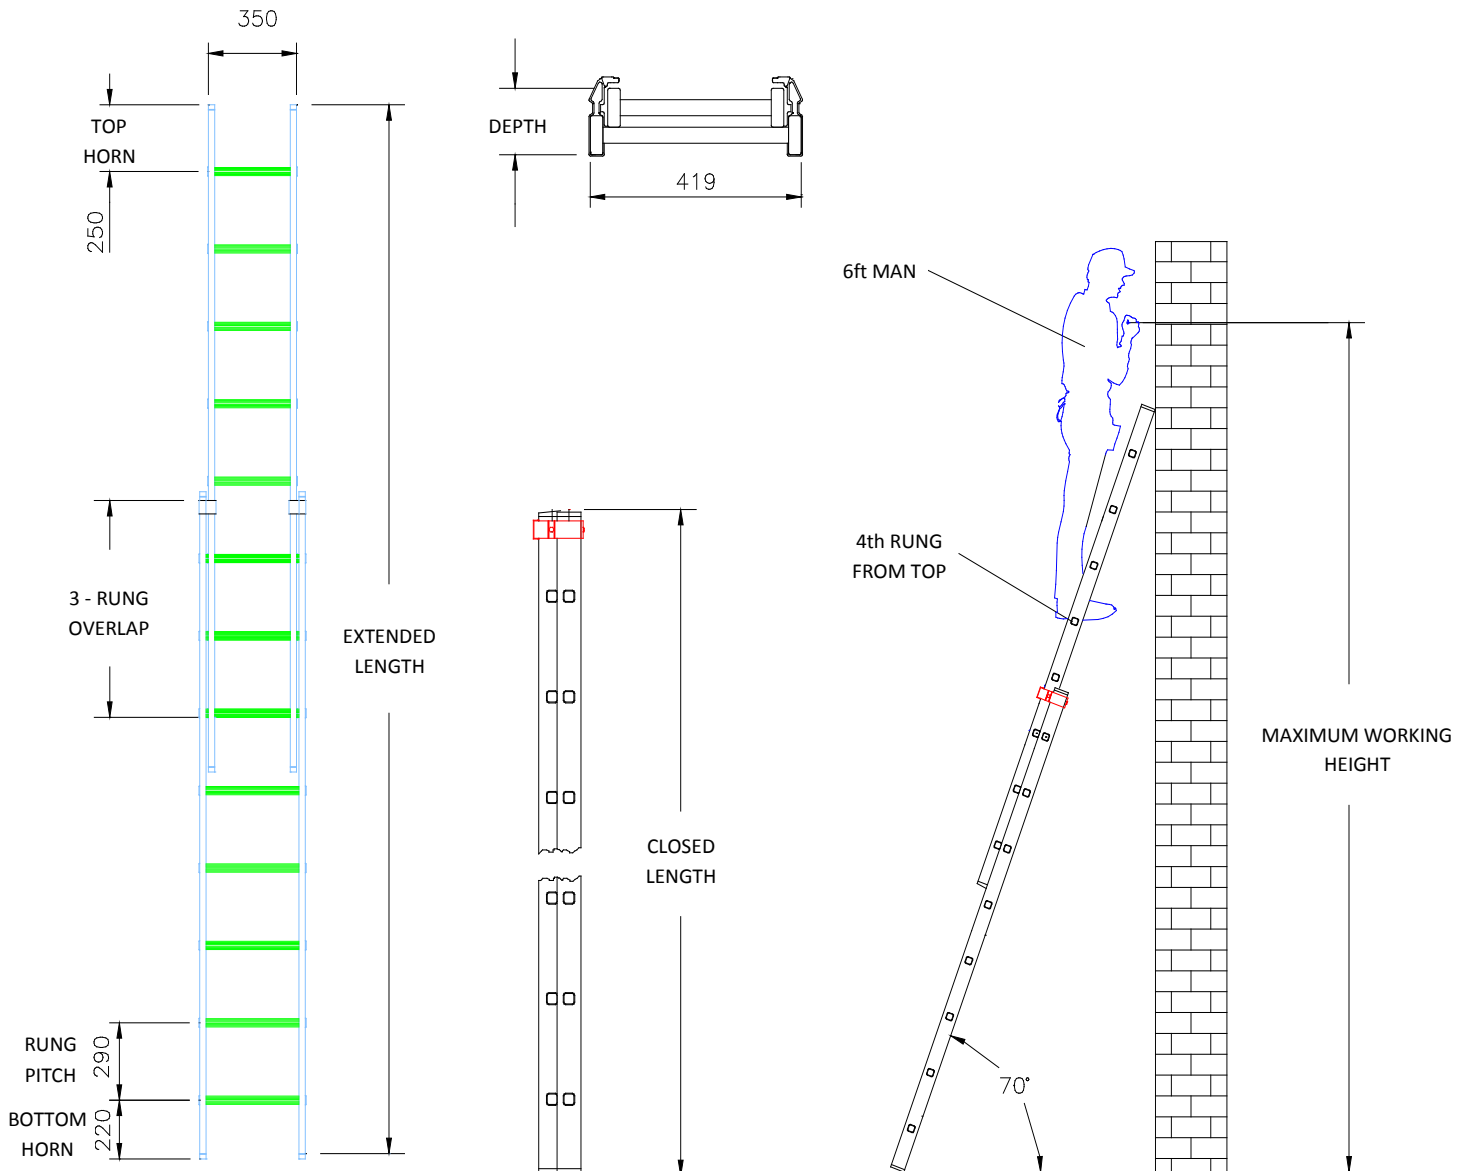 350
TOP
HORN
250
DEPTH
419
6ft MAN
4th RUNG
FROM TOP
3 - RUNG
OVERLAP
EXTENDED
LENGTH
CLOSED
LENGTH
MAXIMUM WORKING
HEIGHT
70°
RUNG
PITCH
290
BOTTOM
HORN
220